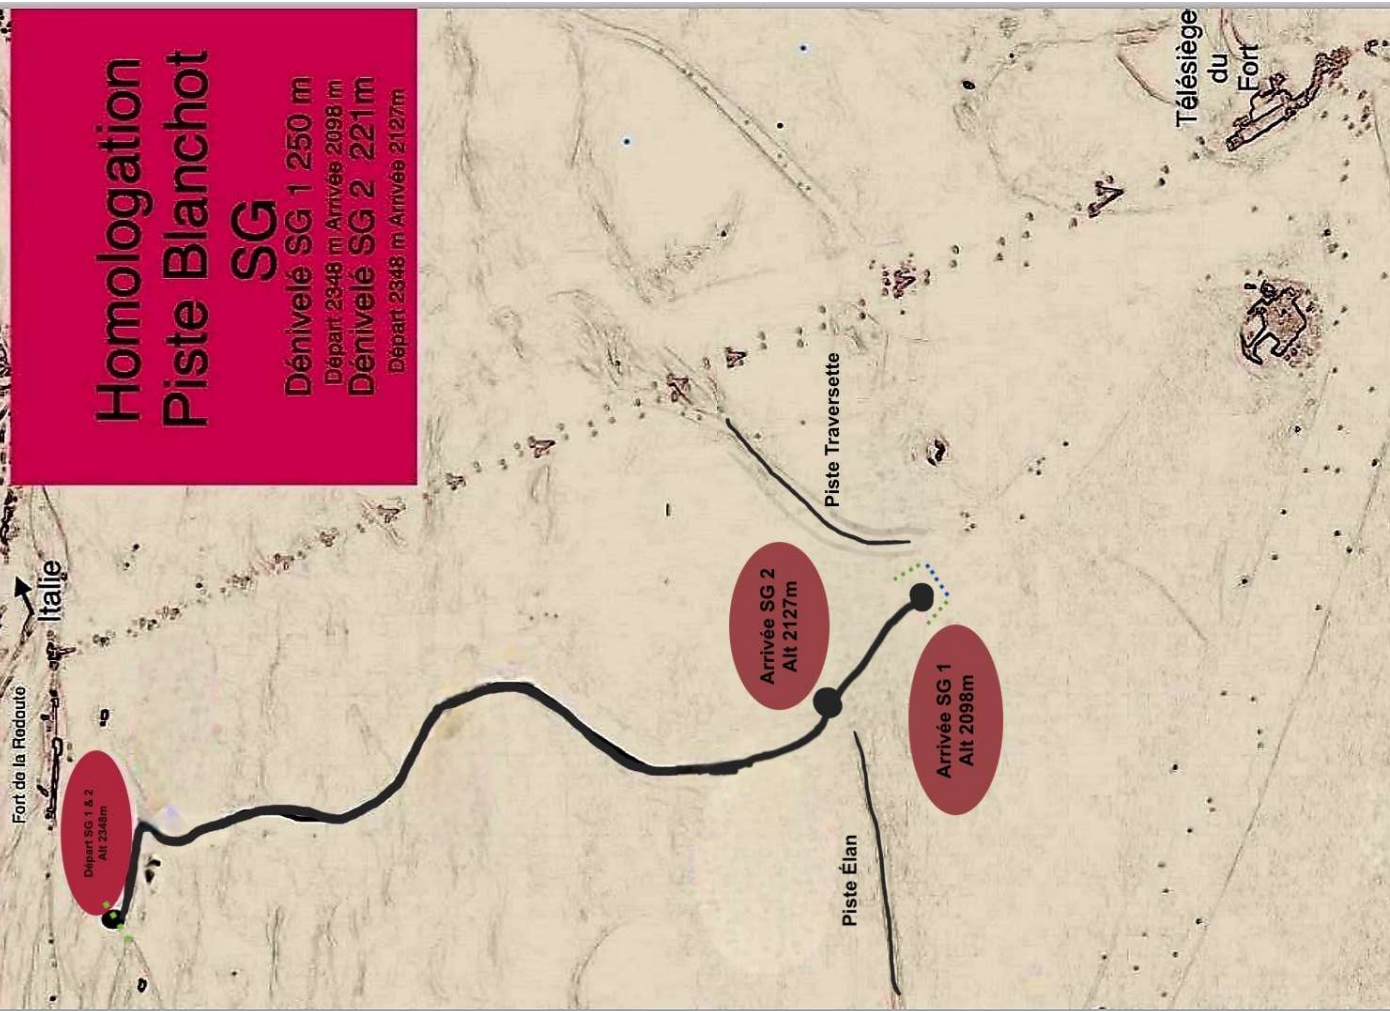 Homologation
Piste Blanchot
SG
Dénivelé SG 1 250 m
Départ 2348 m Arrivée 2098 m
Dénivelé SG 2 221m
Départ 2348 m Arrivée 2127m
Télésiège
du
Fort
Italie
Fort de la Redoute
Départ SG 1 & 2
Alt 2348m
Piste Traversette
Arrivée SG 2
Alt 2127m
Arrivée SG 1
Alt 2098m
Piste Élan